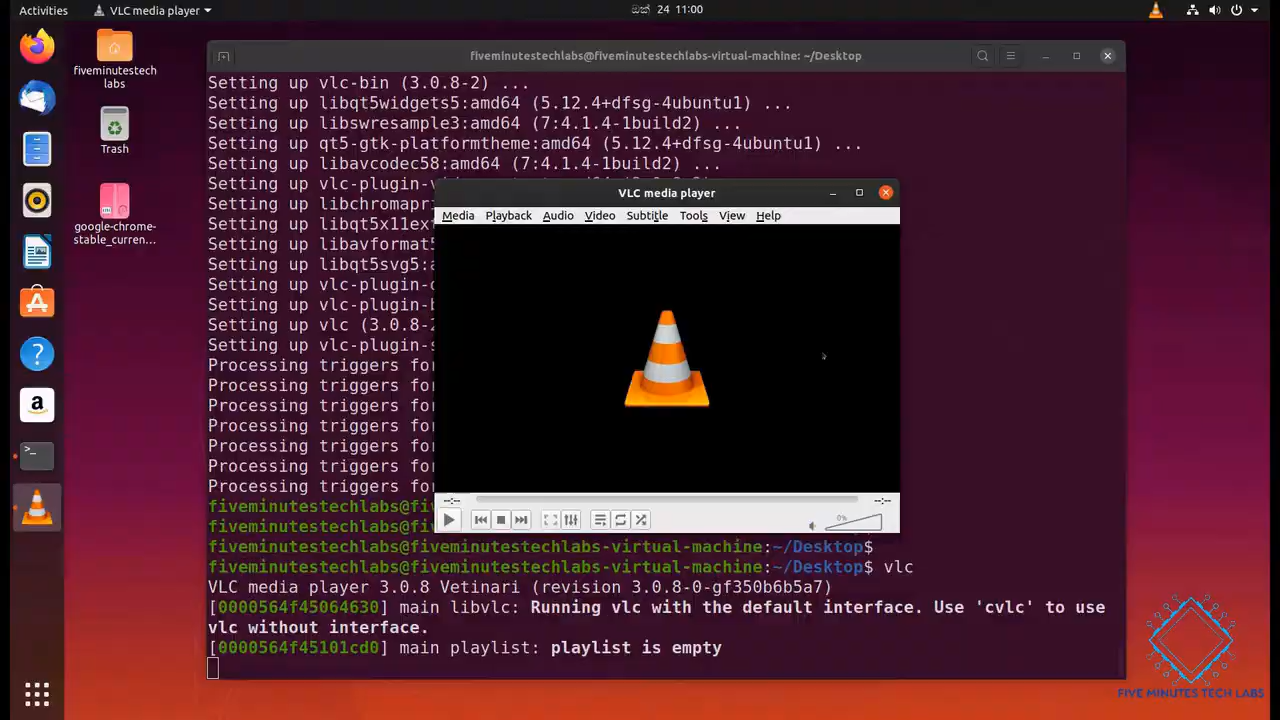 Activities
VLC media player
ඔක් 24 11:00
fiveminutestech
labs
Trash
google-chrome-
stable_curren...
fiveminutestechlabs@fiveminutestechlabs-virtual-machine: ~/Desktop
Setting up vlc-bin (3.0.8-2) ...
Setting up libqt5widgets5:amd64 (5.12.4+dfsg-4ubuntu1) ...
Setting up libswresample3:amd64 (7:4.1.4-1build2) ...
Setting up qt5-gtk-platformtheme:amd64 (5.12.4+dfsg-4ubuntu1) ...
Setting up libavcodec58:amd64 (7:4.1.4-1build2) ...
Setting up vlc-plugin-v
Setting up libchromapri
Setting up libqt5x11ext
Setting up libavformat5
Setting up libqt5svg5:a
Setting up vlc-plugin-
Setting up vlc-plugin-
Setting up vlc (3.0.8-2
Setting up vlc-plugin-s
Processing triggers for
Processing triggers for
Processing triggers for
Processing triggers for
Processing triggers for
Processing triggers for
Processing triggers for
fiveminutestechlabs@fiv
fiveminutestechlabs@fiv
fiveminutestechlabs@fiveminutestechlabs-virtual-machine:~/Desktop$
fiveminutestechlabs@fiveminutestechlabs-virtual-machine:~/Desktop$ vlc
VLC media player 3.0.8 Vetinari (revision 3.0.8-0-gf350b6b5a7)
[0000564f45064630] main libvlc: Running vlc with the default interface. Use 'cvlc' to use
vlc without interface.
[0000564f45101cd0] main playlist: playlist is empty
VLC media player
Media Playback Audio Video Subtitle Tools View Help
--:-- --:--
0%
FIVE MINUTES TECH LABS